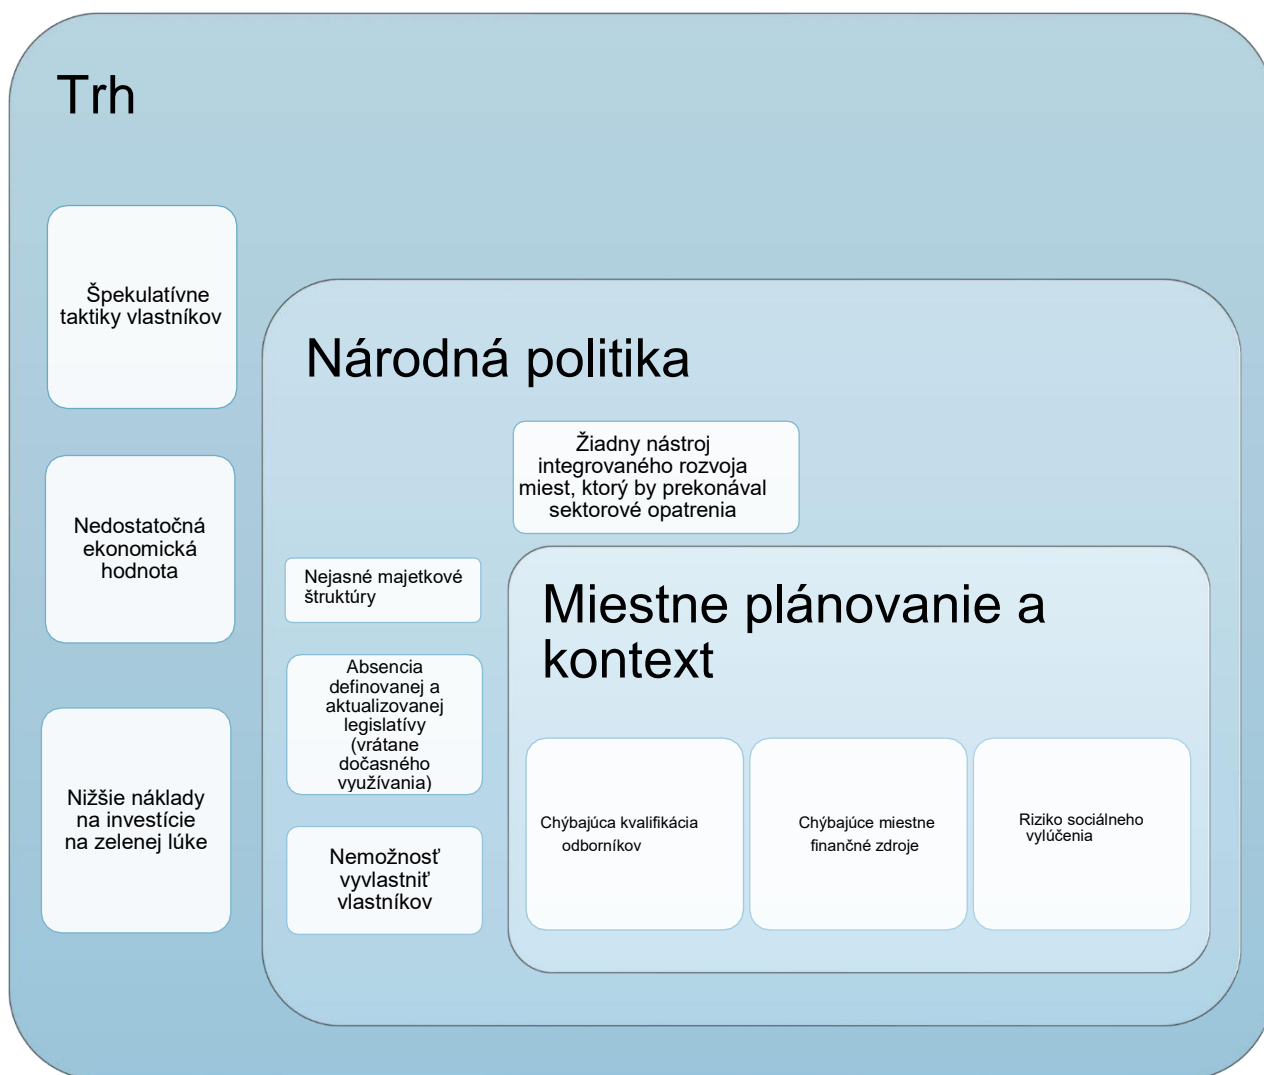 Trh
Špekulatívne
taktiky vlastníkov
Nedostatočná
ekonomická
hodnota
Nižšie náklady
na investície
na zelenej lúke
Národná politika
Žiadny nástroj
integrovaného rozvoja
miest, ktorý by prekonával
sektorové opatrenia
Nejasné majetkové
štruktúry
Absencia
definovanej a
aktualizovanej
legislatívy
(vrátane
dočasného
využívania)
Nemožnosť
vyvlastniť
vlastníkov
Miestne plánovanie a
kontext
Chýbajúca kvalifikácia
odborníkov
Chýbajúce miestne
finančné zdroje
Riziko sociálneho
vylúčenia